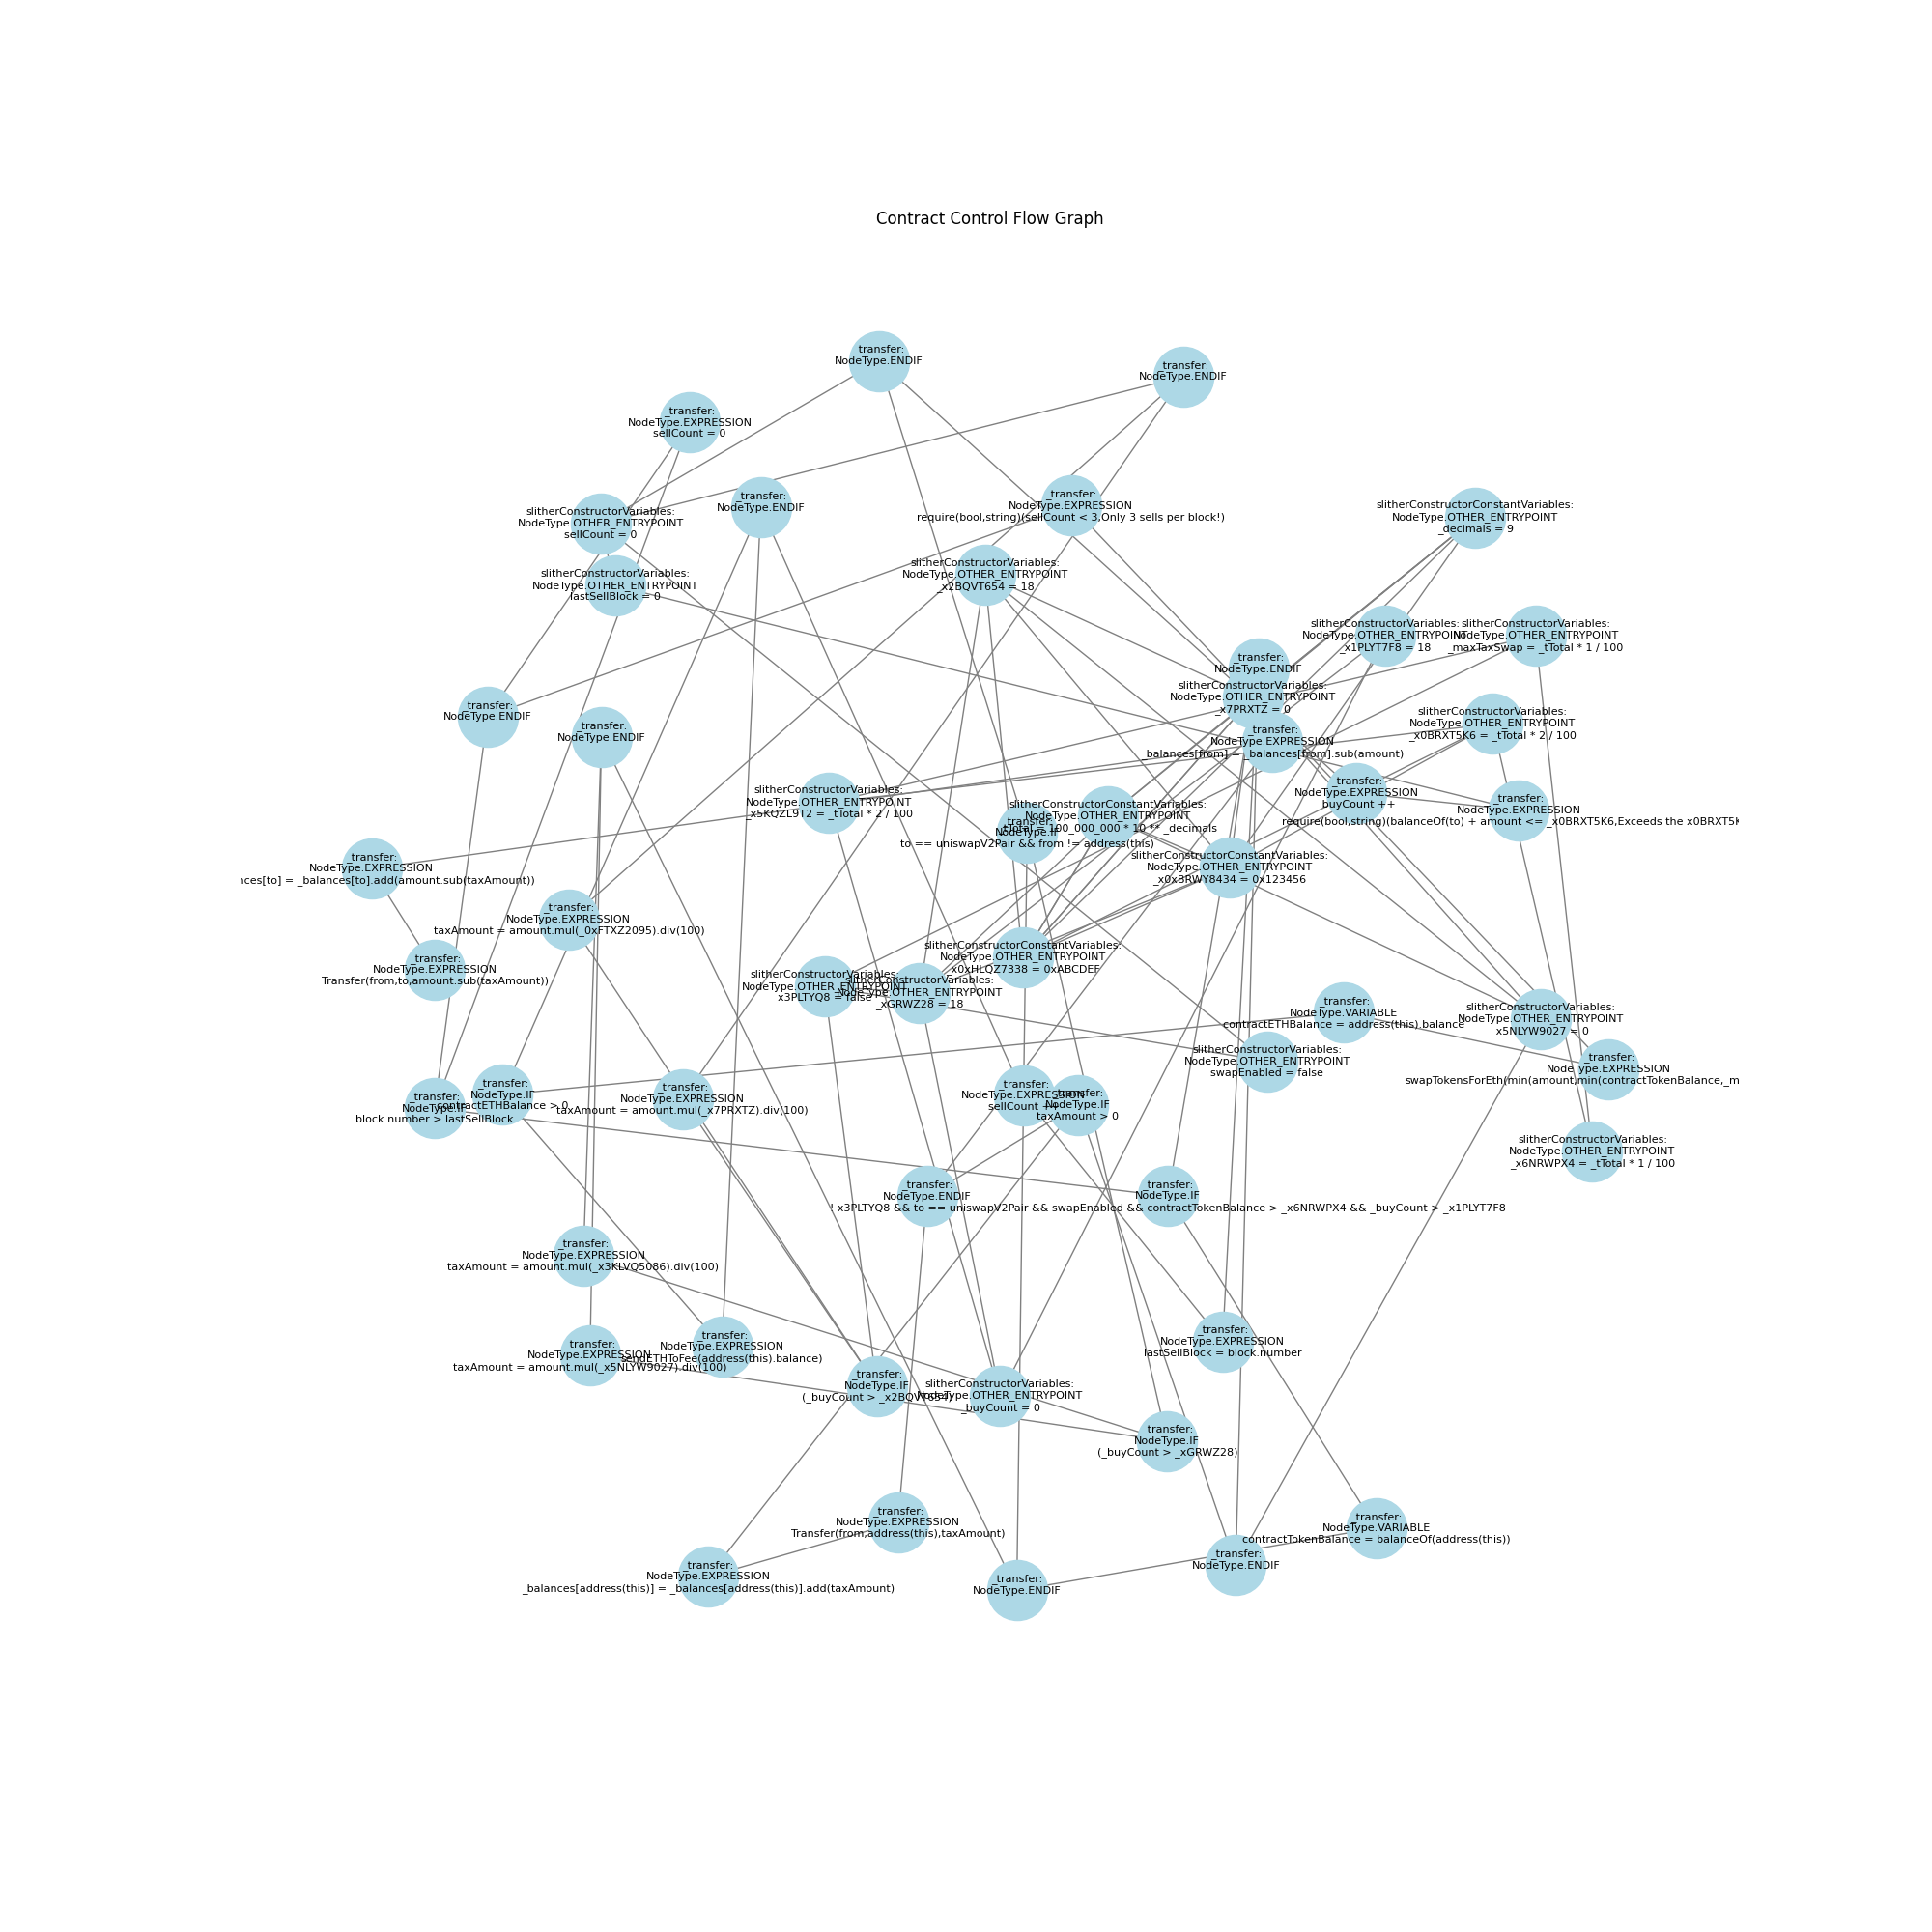 Contract Control Flow Graph
_transfer:
NodeType.ENDIF
_transfer:
NodeType.ENDIF
_transfer:
NodeType.EXPRESSION
sellCount = 0
_transfer:
NodeType.ENDIF
_transfer:
NodeType.EXPRESSION
require(bool,string)(sellCount < 3,Only 3 sells per block!)
slitherConstructorConstantVariables:
NodeType.OTHER_ENTRYPOINT
_decimals = 9
slitherConstructorVariables:
NodeType.OTHER_ENTRYPOINT
sellCount = 0
slitherConstructorVariables:
NodeType.OTHER_ENTRYPOINT
_x2BQVT654 = 18
slitherConstructorVariables:
NodeType.OTHER_ENTRYPOINT
lastSellBlock = 0
slitherConstructorVariables:
NodeType.OTHER_ENTRYPOINT
_x1PLYT7F8 = 18
slitherConstructorVariables:
NodeType.OTHER_ENTRYPOINT
_maxTaxSwap = _tTotal * 1 / 100
_transfer:
NodeType.ENDIF
slitherConstructorVariables:
NodeType.OTHER_ENTRYPOINT
_x7PRXTZ = 0
_transfer:
NodeType.ENDIF
_transfer:
NodeType.ENDIF
slitherConstructorVariables:
NodeType.OTHER_ENTRYPOINT
_x0BRXT5K6 = _tTotal * 2 / 100
_transfer:
NodeType.EXPRESSION
_balances[from] = _balances[from].sub(amount)
slitherConstructorVariables:
NodeType.OTHER_ENTRYPOINT
_x5KQZL9T2 = _tTotal * 2 / 100
_transfer:
NodeType.EXPRESSION
_buyCount ++
_transfer:
NodeType.EXPRESSION
require(bool,string)(balanceOf(to) + amount <= _x0BRXT5K6,Exceeds the x0BRXT5K
slitherConstructorConstantVariables:
NodeType.OTHER_ENTRYPOINT
_tTotal = 100_000_000 * 10 ** _decimals
_transfer:
NodeType.IF
to == uniswapV2Pair && from != address(this)
slitherConstructorConstantVariables:
NodeType.OTHER_ENTRYPOINT
_x0xBRWY8434 = 0x123456
_transfer:
NodeType.EXPRESSION
nces[to] = _balances[to].add(amount.sub(taxAmount))
_transfer:
NodeType.EXPRESSION
taxAmount = amount.mul(_0xFTXZ2095).div(100)
slitherConstructorConstantVariables:
NodeType.OTHER_ENTRYPOINT
_x0xHLQZ7338 = 0xABCDEF
_transfer:
NodeType.EXPRESSION
Transfer(from,to,amount.sub(taxAmount))
slitherConstructorVariables:
NodeType.OTHER_ENTRYPOINT
x3PLTYQ8 = false
slitherConstructorVariables:
NodeType.OTHER_ENTRYPOINT
_xGRWZ28 = 18
_transfer:
NodeType.VARIABLE
contractETHBalance = address(this).balance
slitherConstructorVariables:
NodeType.OTHER_ENTRYPOINT
_x5NLYW9027 = 0
slitherConstructorVariables:
NodeType.OTHER_ENTRYPOINT
swapEnabled = false
_transfer:
NodeType.EXPRESSION
swapTokensForEth(min(amount,min(contractTokenBalance,_m
_transfer:
NodeType.IF
contractETHBalance > 0
_transfer:
NodeType.IF
block.number > lastSellBlock
_transfer:
NodeType.EXPRESSION
taxAmount = amount.mul(_x7PRXTZ).div(100)
_transfer:
NodeType.EXPRESSION
sellCount ++
_transfer:
NodeType.IF
taxAmount > 0
slitherConstructorVariables:
NodeType.OTHER_ENTRYPOINT
_x6NRWPX4 = _tTotal * 1 / 100
_transfer:
NodeType.ENDIF
_transfer:
NodeType.IF
! x3PLTYQ8 && to == uniswapV2Pair && swapEnabled && contractTokenBalance > _x6NRWPX4 && _buyCount > _x1PLYT7F8
_transfer:
NodeType.EXPRESSION
taxAmount = amount.mul(_x3KLVQ5086).div(100)
_transfer:
NodeType.EXPRESSION
sendETHToFee(address(this).balance)
_transfer:
NodeType.EXPRESSION
taxAmount = amount.mul(_x5NLYW9027).div(100)
_transfer:
NodeType.EXPRESSION
lastSellBlock = block.number
_transfer:
NodeType.IF
(_buyCount > _x2BQVT654)
slitherConstructorVariables:
NodeType.OTHER_ENTRYPOINT
_buyCount = 0
_transfer:
NodeType.IF
(_buyCount > _xGRWZ28)
_transfer:
NodeType.EXPRESSION
Transfer(from,address(this),taxAmount)
_transfer:
NodeType.VARIABLE
contractTokenBalance = balanceOf(address(this))
_transfer:
NodeType.ENDIF
_transfer:
NodeType.EXPRESSION
_balances[address(this)] = _balances[address(this)].add(taxAmount)
_transfer:
NodeType.ENDIF